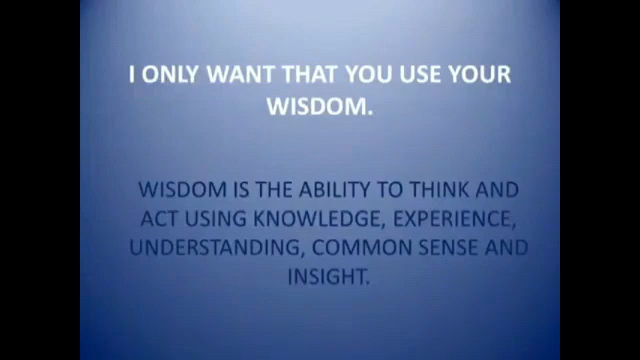 I ONLY WANT THAT YOU USE YOUR
WISDOM.
WISDOM IS THE ABILITY TO THINK AND
ACT USING KNOWLEDGE, EXPERIENCE,
UNDERSTANDING, COMMON SENSE AND
INSIGHT.